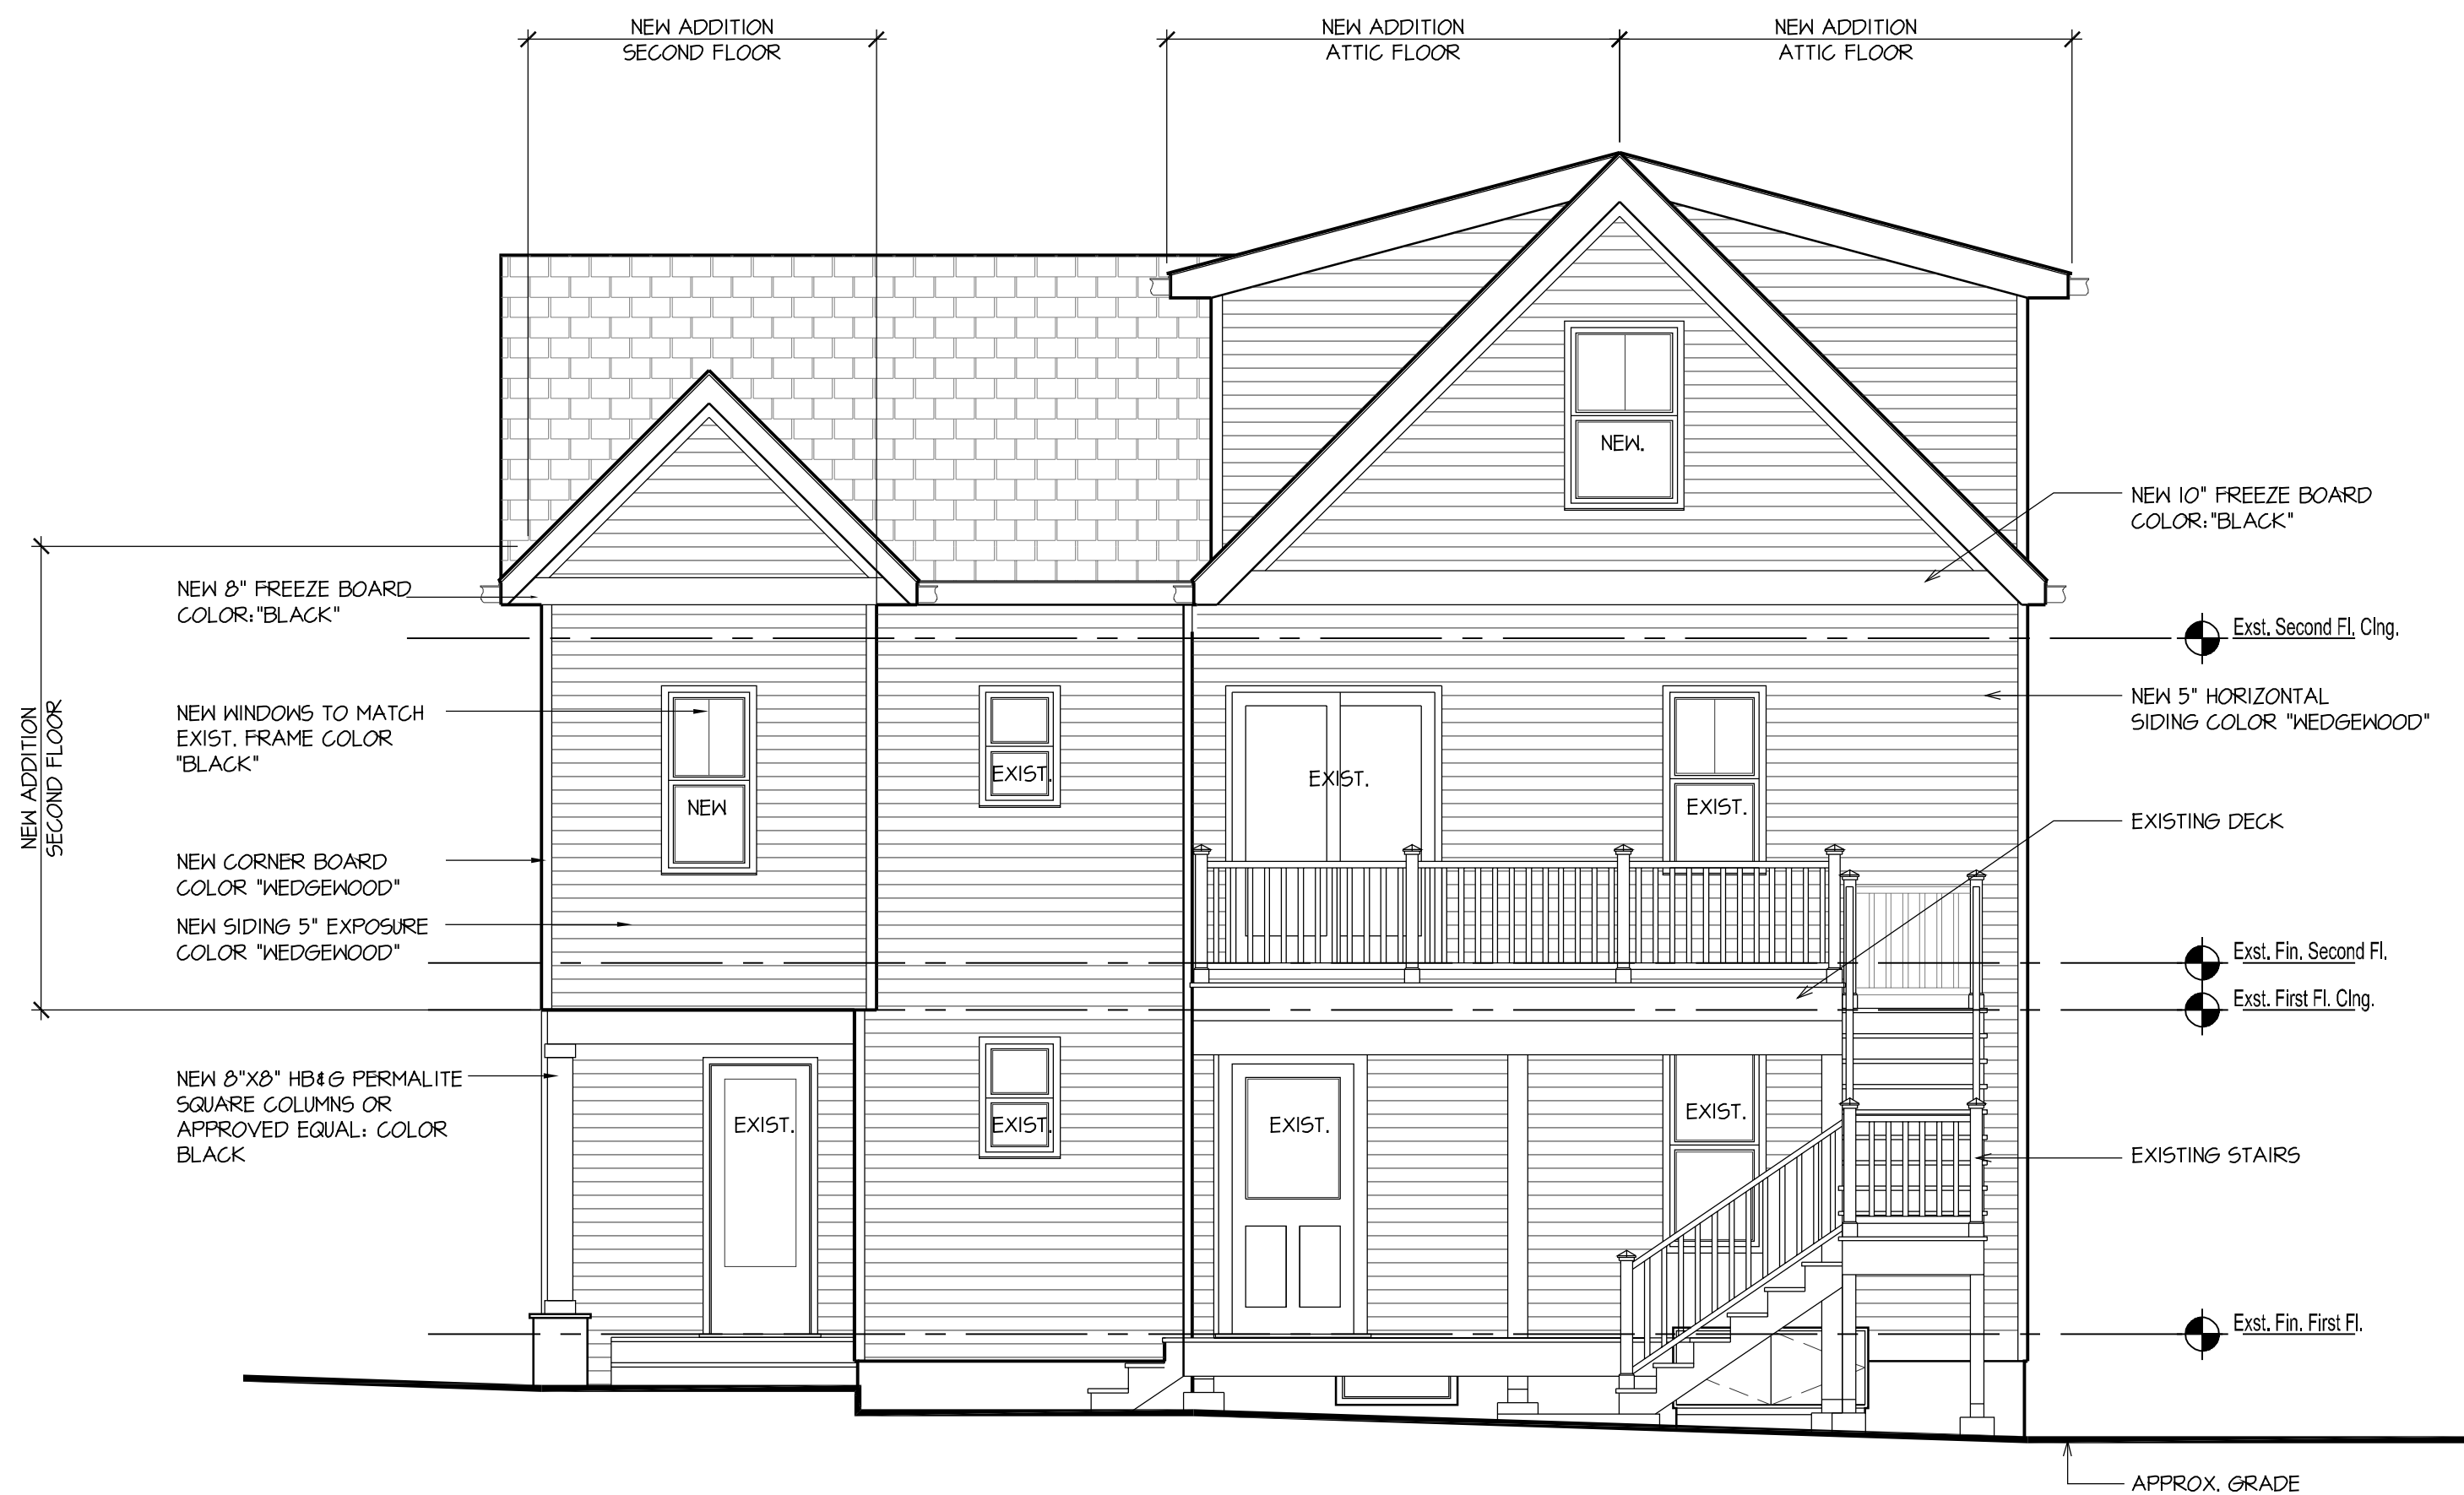 NEW ADDITION
SECOND FLOOR
NEW ADDITION
ATTIC FLOOR
NEW ADDITION
ATTIC FLOOR
NEW.
NEW 10" FREEZE BOARD
COLOR:"BLACK"
NEW 8" FREEZE BOARD
COLOR:"BLACK"
Exst. Second Fl. Clng.
NEW WINDOWS TO MATCH
EXIST. FRAME COLOR
"BLACK"
NEW 5" HORIZONTAL
SIDING COLOR "WEDGEWOOD"
NEW ADDITION
SECOND FLOOR
NEW
EXIST.
EXIST.
EXIST.
EXISTING DECK
NEW CORNER BOARD
COLOR "WEDGEWOOD"
NEW SIDING 5" EXPOSURE
COLOR "WEDGEWOOD"
Exst. Fin. Second Fl.
Exst. First Fl. Clng.
NEW 8"X8" HB&G PERMALITE
SQUARE COLUMNS OR
APPROVED EQUAL: COLOR
BLACK
EXIST.
EXIST.
EXIST.
EXIST.
EXISTING STAIRS
Exst. Fin. First Fl.
APPROX. GRADE